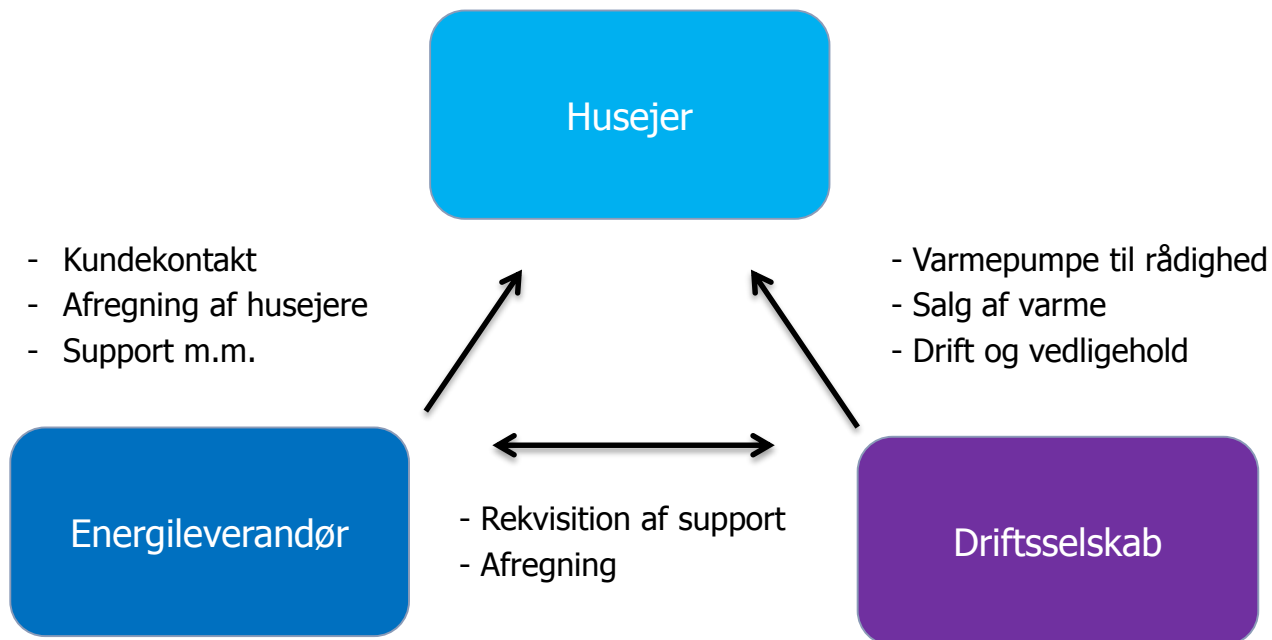 Husejer
- Kundekontakt
- Afregning af husejere
- Support m.m.
- Varmepumpe til rådighed
- Salg af varme
- Drift og vedligehold
Energileverandør
- Rekvisition af support
- Afregning
Driftsselskab